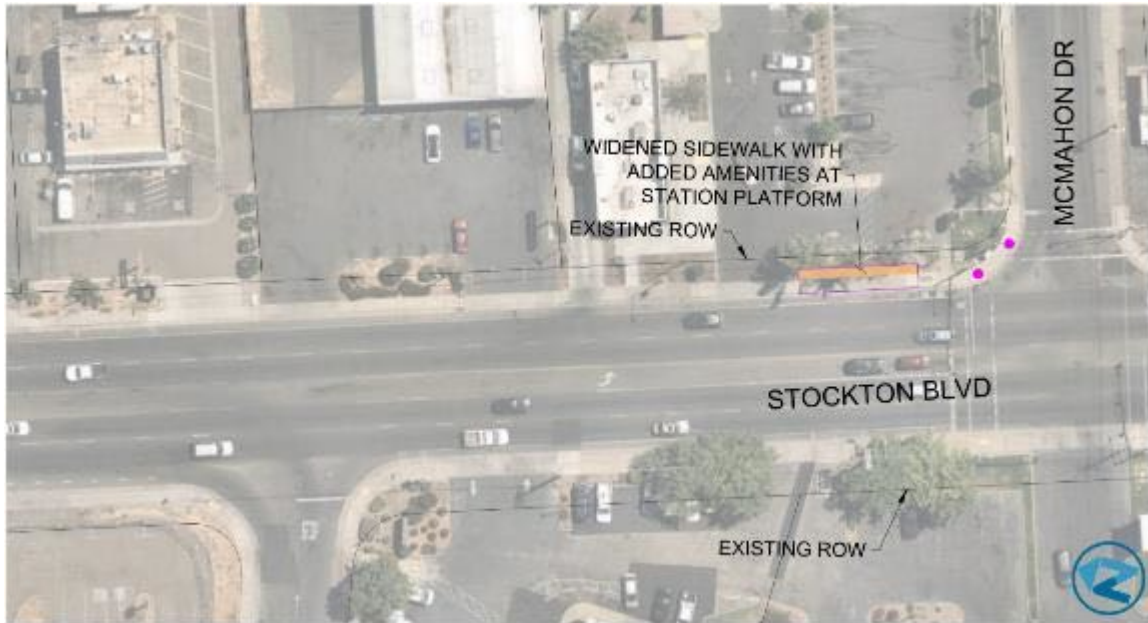 MCMAHON DR
WIDENED SIDEWALK WITH
ADDED AMENITIES AT
STATION PLATFORM
EXISTING ROW
STOCKTON BLVD
EXISTING ROW